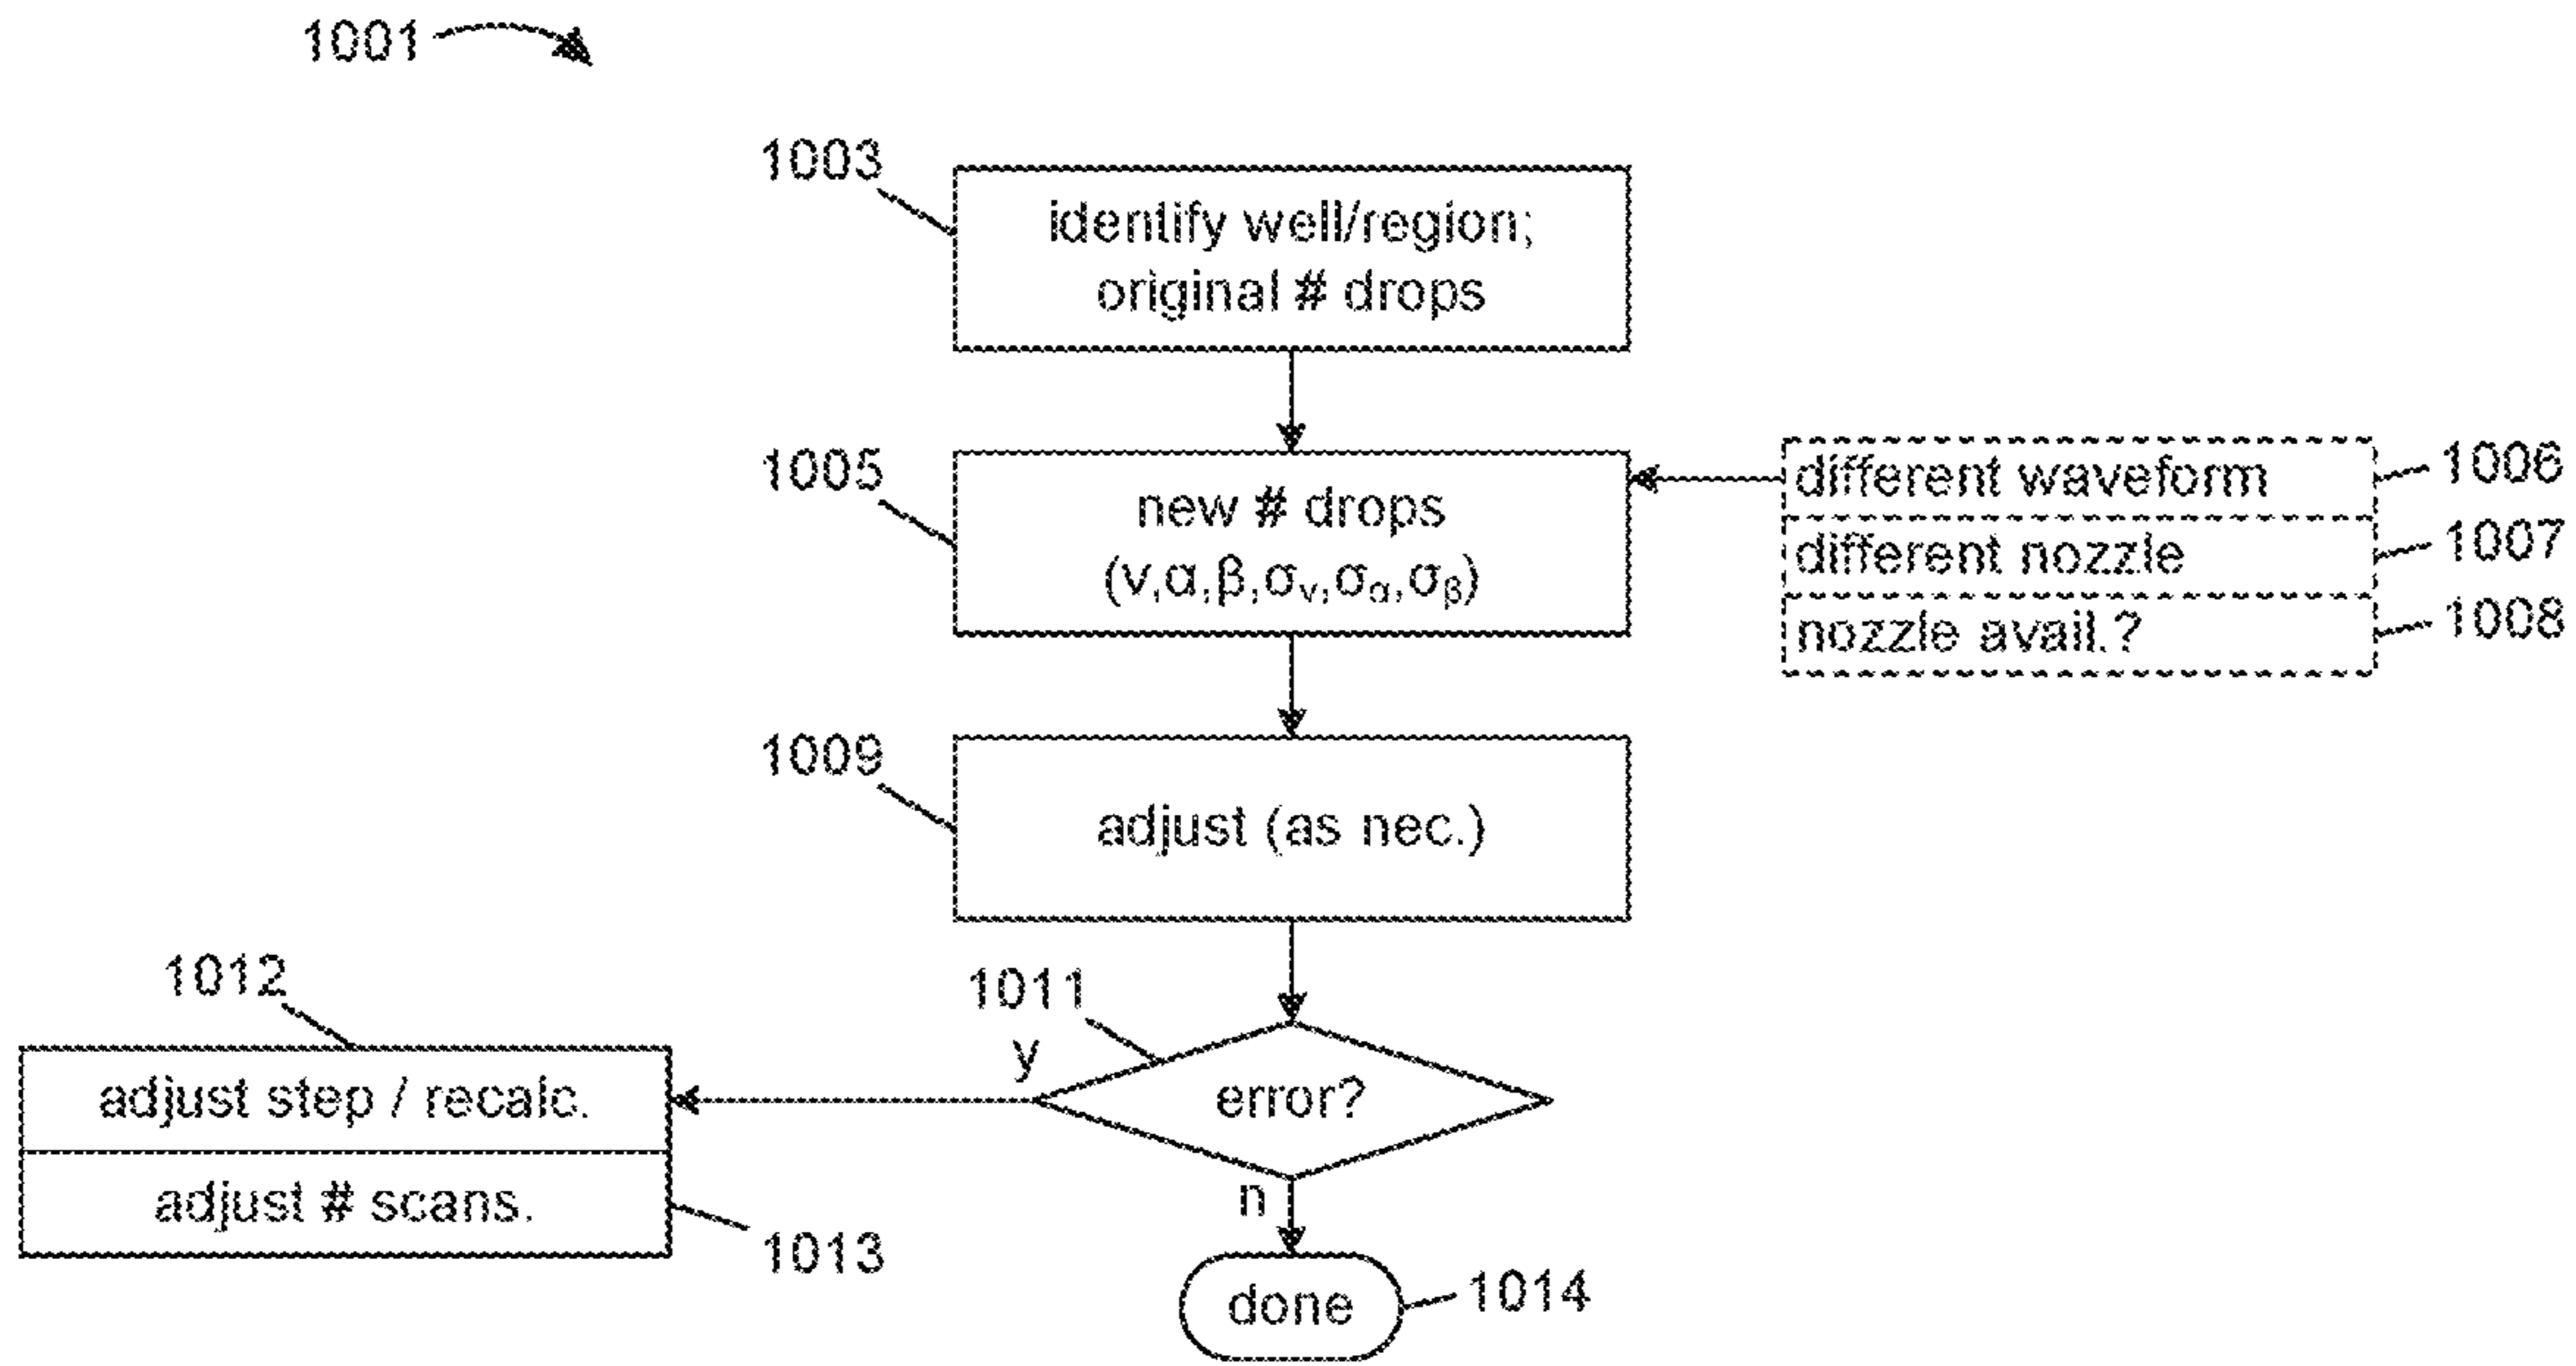 1001
1003
identify well/region;
original # drops
1005
new # drops
(v,α,β,σᵥ,σα,σᵦ)
different waveform
1006
different nozzle
1007
nozzle avail.?
1008
1009
adjust (as nec.)
1011
error?
y
n
1012
adjust step / recalc.
adjust # scans.
1013
done
1014